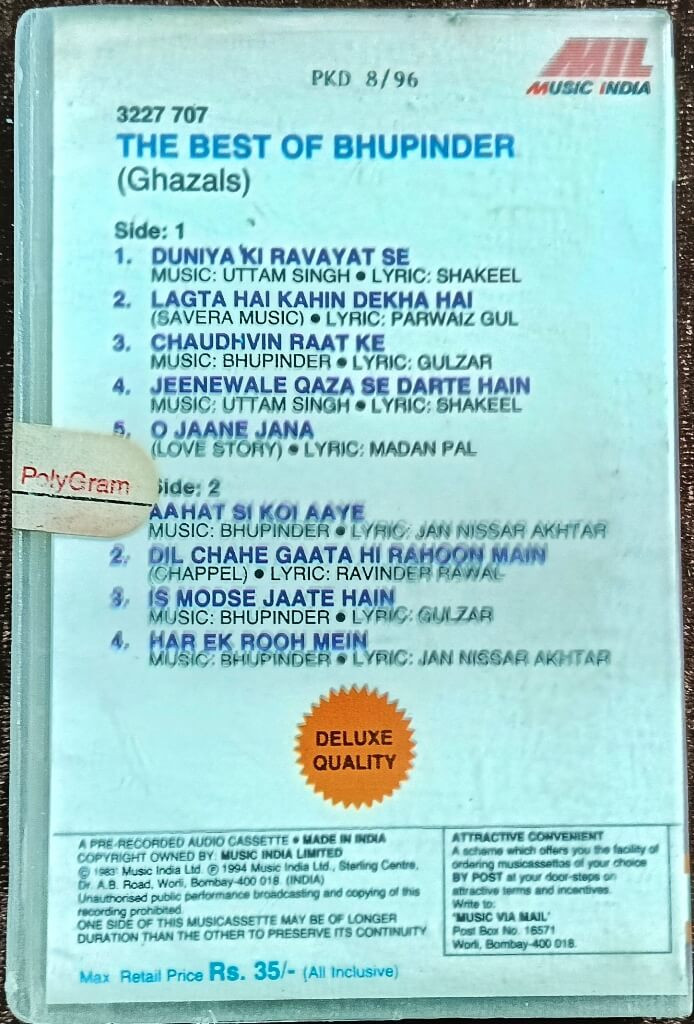 MIL
MUSIC INDIA
PKD 8/96
3227 707
THE BEST OF BHUPINDER
(Ghazals)
Side: 1
1. DUNIYA KI RAVAYAT SE
MUSIC: UTTAM SINGH • LYRIC: SHAKEEL
2. LAGTA HAI KAHIN DEKHA HAI
(SAVERA MUSIC) • LYRIC: PARWAIZ GUL
3. CHAUDHVIN RAAT KE
MUSIC: BHUPINDER • LYRIC: GULZAR
4. JEENEWALE QAZA SE DARTE HAIN
MUSIC: UTTAM SINGH • LYRIC: SHAKEEL
5. O JAANE JANA
(LOVE STORY) • LYRIC: MADAN PAL
PolyGram
Side: 2
AAHAT SI KOI AAYE
MUSIC: BHUPINDER • LYRIC: JAN NISSAR AKHTAR
2. DIL CHAHE GAATA HI RAHOON MAIN
(CHAPPEL) • LYRIC: RAVINDER RAWAL
3. IS MODSE JAATE HAIN
MUSIC: BHUPINDER • LYRIC: GULZAR
4. HAR EK ROOH MEIN
MUSIC: BHUPINDER • LYRIC: JAN NISSAR AKHTAR
DELUXE
QUALITY
A PRE-RECORDED AUDIO CASSETTE • MADE IN INDIA
COPYRIGHT OWNED BY: MUSIC INDIA LIMITED
© 1983 Music India Ltd. ℗ 1994 Music India Ltd., Sterling Centre,
Dr. A.B. Road, Worli, Bombay-400 018. (INDIA)
Unauthorised public performance broadcasting and copying of this
recording prohibited.
ONE SIDE OF THIS MUSICASSETTE MAY BE OF LONGER
DURATION THAN THE OTHER TO PRESERVE ITS CONTINUITY
ATTRACTIVE CONVENIENT
A scheme which offers you the facility of
ordering musicassettes of your choice
BY POST at your door-steps on
attractive terms and incentives.
Write to:
'MUSIC VIA MAIL'
Post Box No. 16571
Worli, Bombay-400 018.
Max Retail Price Rs. 35/- (All Inclusive)